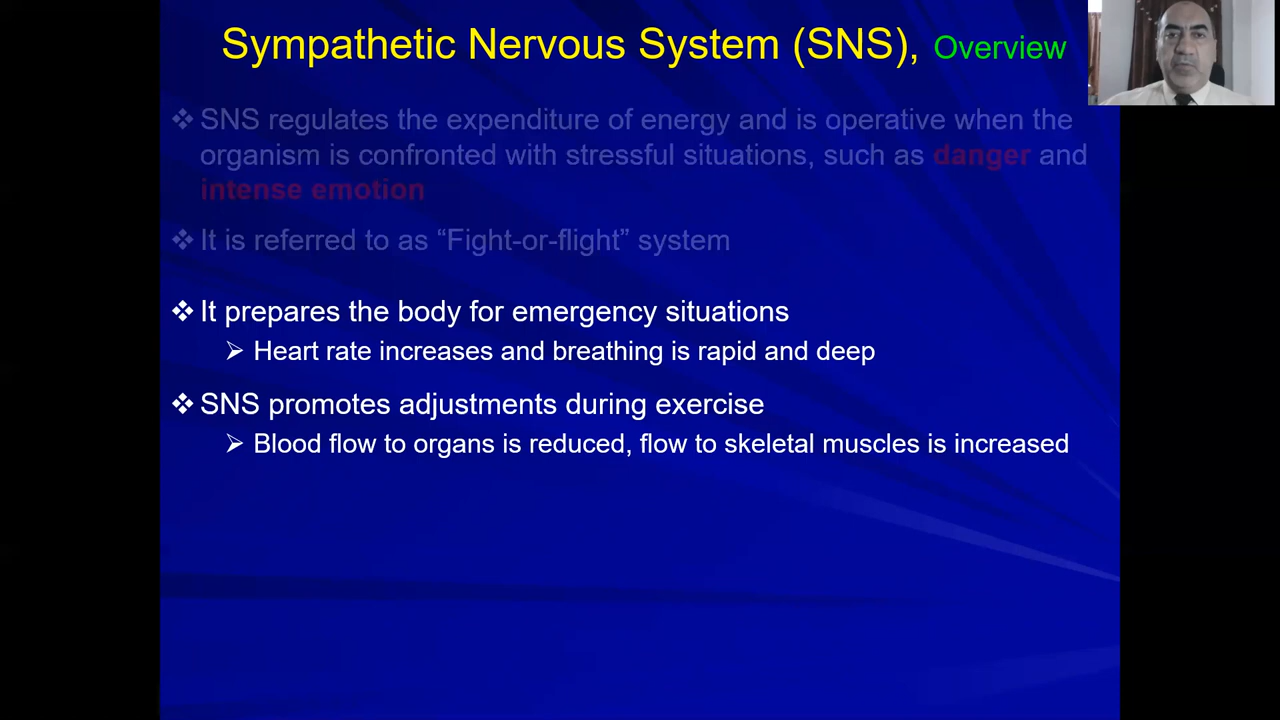 Sympathetic Nervous System (SNS), Overview
❖ SNS regulates the expenditure of energy and is operative when the
organism is confronted with stressful situations, such as danger and
intense emotion
❖ It is referred to as “Fight-or-flight” system
❖ It prepares the body for emergency situations
➢ Heart rate increases and breathing is rapid and deep
❖ SNS promotes adjustments during exercise
➢ Blood flow to organs is reduced, flow to skeletal muscles is increased